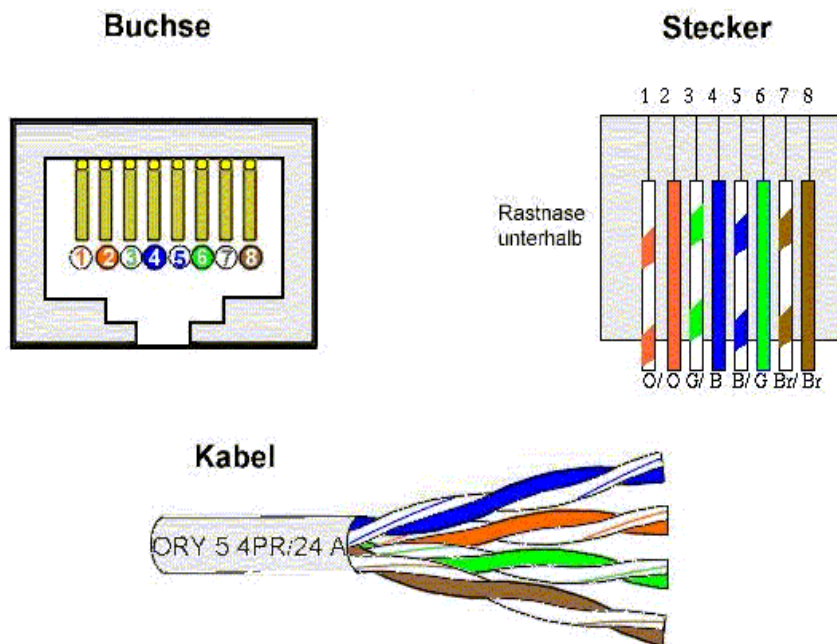 Buchse
Stecker
1 2 3 4 5 6 7 8
Rastnase
unterhalb
1 2 3 4 5 6 7 8
O/ O G/ B B/ G Br/ Br
Kabel
ORY 5 4PR/24 A